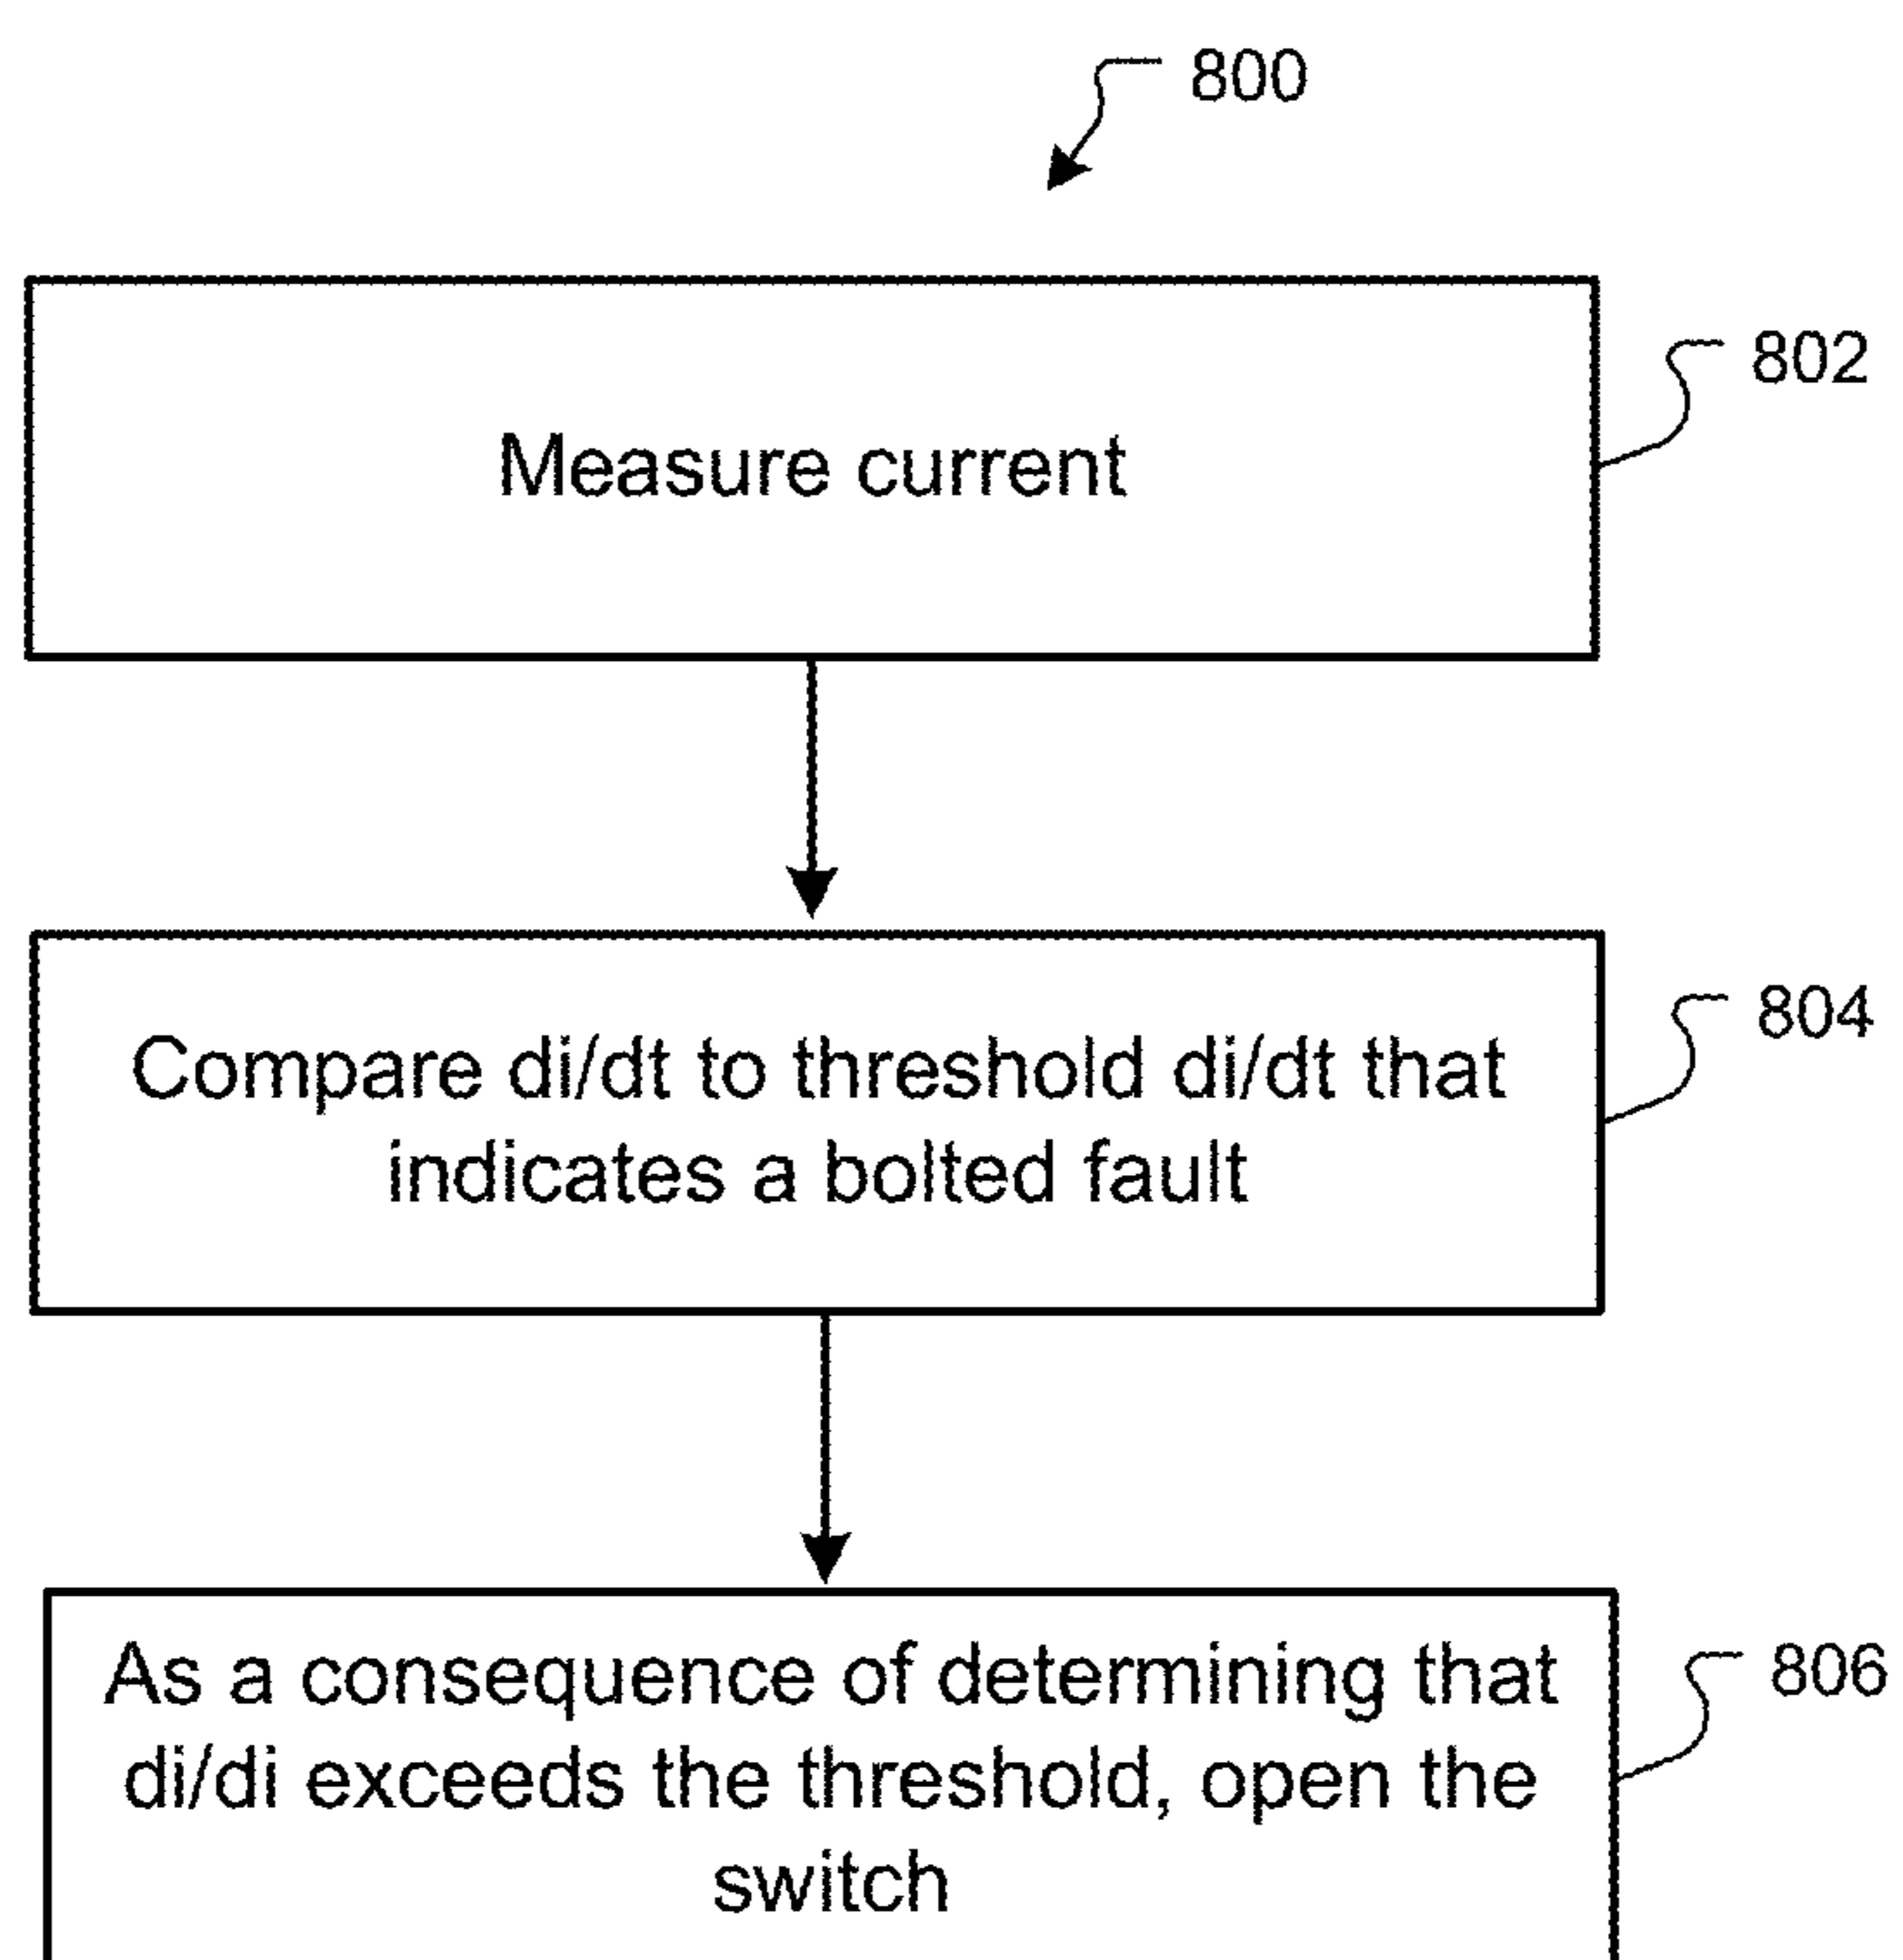 800
Measure current
802
Compare di/dt to threshold di/dt that
indicates a bolted fault
804
As a consequence of determining that
di/di exceeds the threshold, open the
switch
806